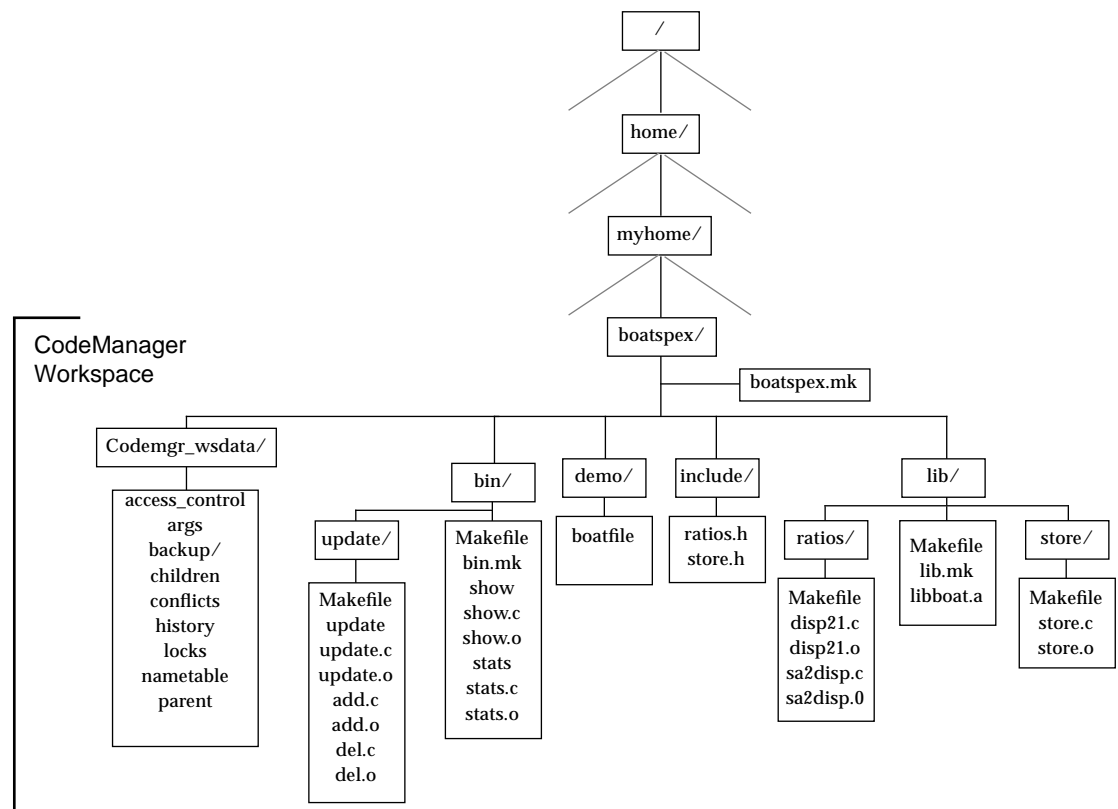 /
home/
myhome/
boatspex/
CodeManager
Workspace
boatspex.mk
Codemgr_wsdata/
access_control
args
backup/
children
conflicts
history
locks
nametable
parent
bin/
update/
Makefile
update
update.c
update.o
add.c
add.o
del.c
del.o
Makefile
bin.mk
show
show.c
show.o
stats
stats.c
stats.o
demo/
boatfile
include/
ratios.h
store.h
lib/
ratios/
Makefile
disp21.c
disp21.o
sa2disp.c
sa2disp.0
Makefile
lib.mk
libboat.a
store/
Makefile
store.c
store.o